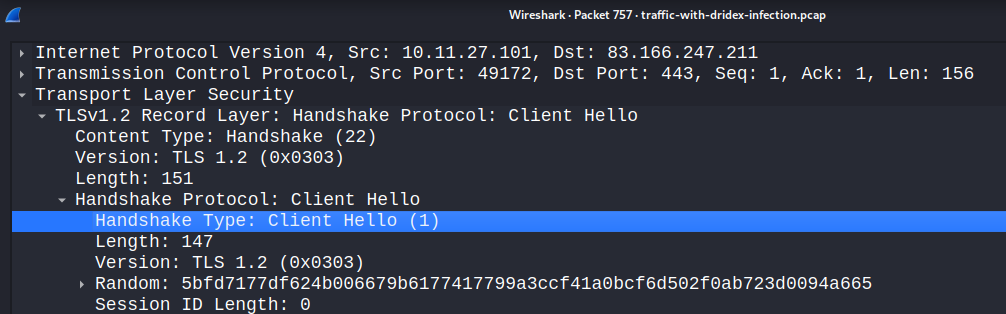 Wireshark · Packet 757 · traffic-with-dridex-infection.pcap
Internet Protocol Version 4, Src: 10.11.27.101, Dst: 83.166.247.211
Transmission Control Protocol, Src Port: 49172, Dst Port: 443, Seq: 1, Ack: 1, Len: 156
Transport Layer Security
TLSv1.2 Record Layer: Handshake Protocol: Client Hello
Content Type: Handshake (22)
Version: TLS 1.2 (0x0303)
Length: 151
Handshake Protocol: Client Hello
Handshake Type: Client Hello (1)
Length: 147
Version: TLS 1.2 (0x0303)
Random: 5bfd7177df624b006679b6177417799a3ccf41a0bcf6d502f0ab723d0094a665
Session ID Length: 0